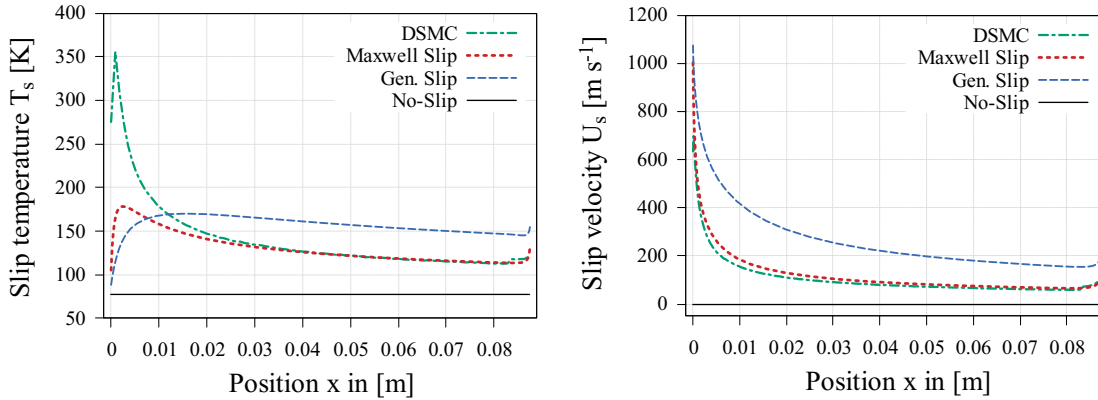 Slip temperature Tₛ [K]
400
350
300
250
200
150
100
50
DSMC
Maxwell Slip
Gen. Slip
No-Slip
0 0.01 0.02 0.03 0.04 0.05 0.06 0.07 0.08
Position x in [m]
Slip velocity Uₛ [m s⁻¹]
1200
1000
800
600
400
200
0
DSMC
Maxwell Slip
Gen. Slip
No-Slip
0 0.01 0.02 0.03 0.04 0.05 0.06 0.07 0.08
Position x in [m]